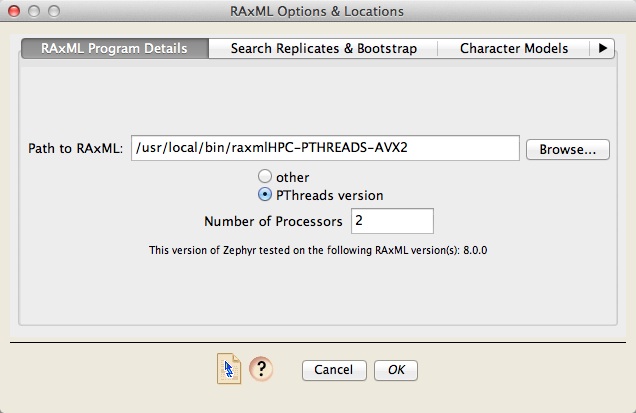 RAxML Options & Locations
RAxML Program Details Search Replicates & Bootstrap Character Models
Path to RAxML: /usr/local/bin/raxmlHPC-PTHREADS-AVX2 Browse...
other
PThreads version
Number of Processors 2
This version of Zephyr tested on the following RAxML version(s): 8.0.0
? Cancel OK